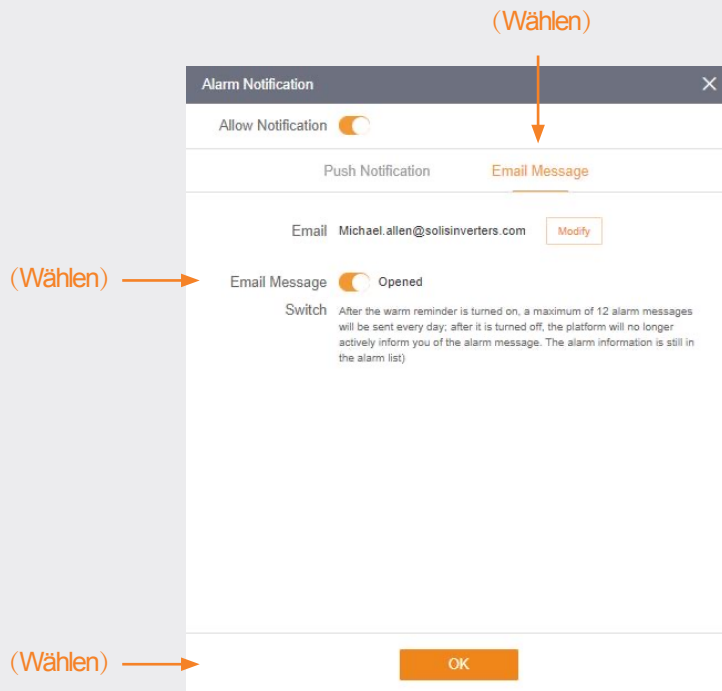 (Wählen)
Alarm Notification
Allow Notification
Push Notification Email Message
Email Michael.allen@solisinverters.com Modify
(Wählen) Email Message Opened
Switch After the warm reminder is turned on, a maximum of 12 alarm messages
will be sent every day; after it is turned off, the platform will no longer
actively inform you of the alarm message. The alarm information is still in
the alarm list)
(Wählen) OK